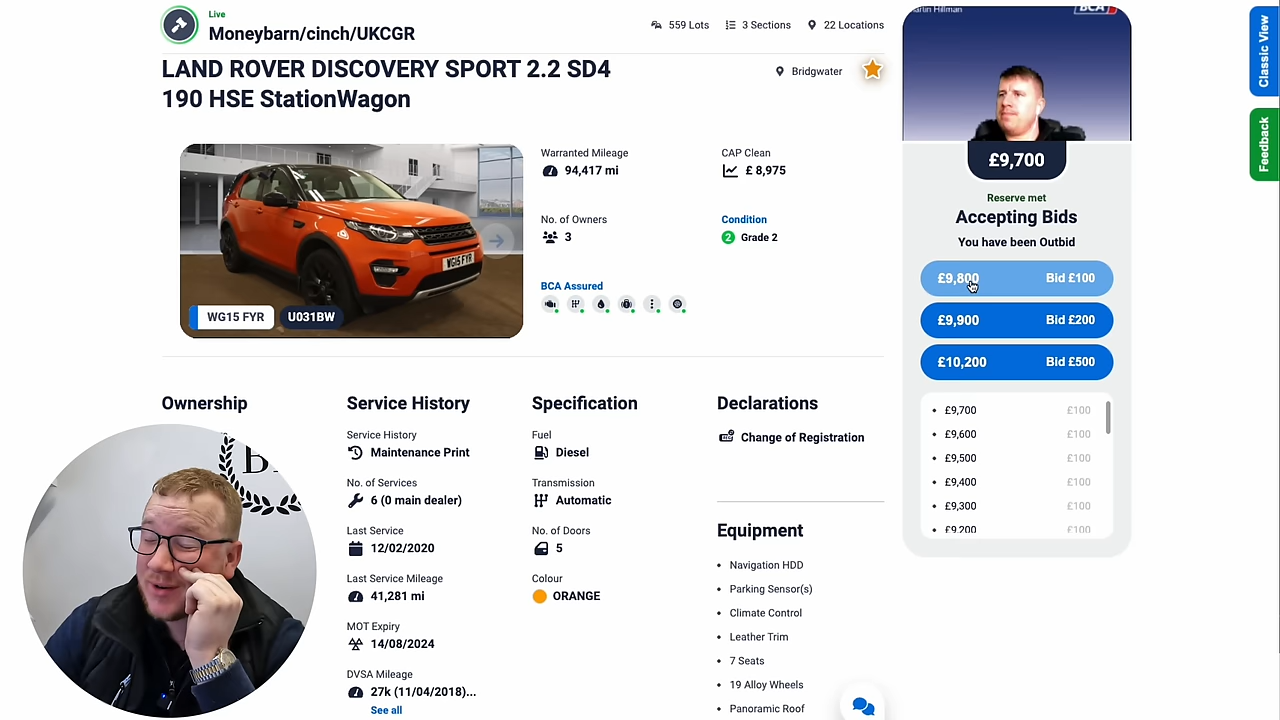 Live
Moneybarn/cinch/UKCGR
559 Lots
3 Sections
22 Locations
LAND ROVER DISCOVERY SPORT 2.2 SD4
190 HSE StationWagon
Bridgwater
WG15 FYR
WG15 FYR
U031BW
Warranted Mileage
94,417 mi
CAP Clean
£ 8,975
No. of Owners
3
Condition
2 Grade 2
BCA Assured
Ownership
Service History
Service History
Maintenance Print
No. of Services
6 (0 main dealer)
Last Service
12/02/2020
Last Service Mileage
41,281 mi
MOT Expiry
14/08/2024
DVSA Mileage
27k (11/04/2018)...
See all
Specification
Fuel
Diesel
Transmission
Automatic
No. of Doors
5
Colour
ORANGE
Declarations
Change of Registration
Equipment
• Navigation HDD
• Parking Sensor(s)
• Climate Control
• Leather Trim
• 7 Seats
• 19 Alloy Wheels
• Panoramic Roof
Hillman
BCA
£9,700
Reserve met
Accepting Bids
You have been Outbid
£9,800 Bid £100
£9,900 Bid £200
£10,200 Bid £500
• £9,700 £100
• £9,600 £100
• £9,500 £100
• £9,400 £100
• £9,300 £100
• £9,200 £100
Classic View
Feedback